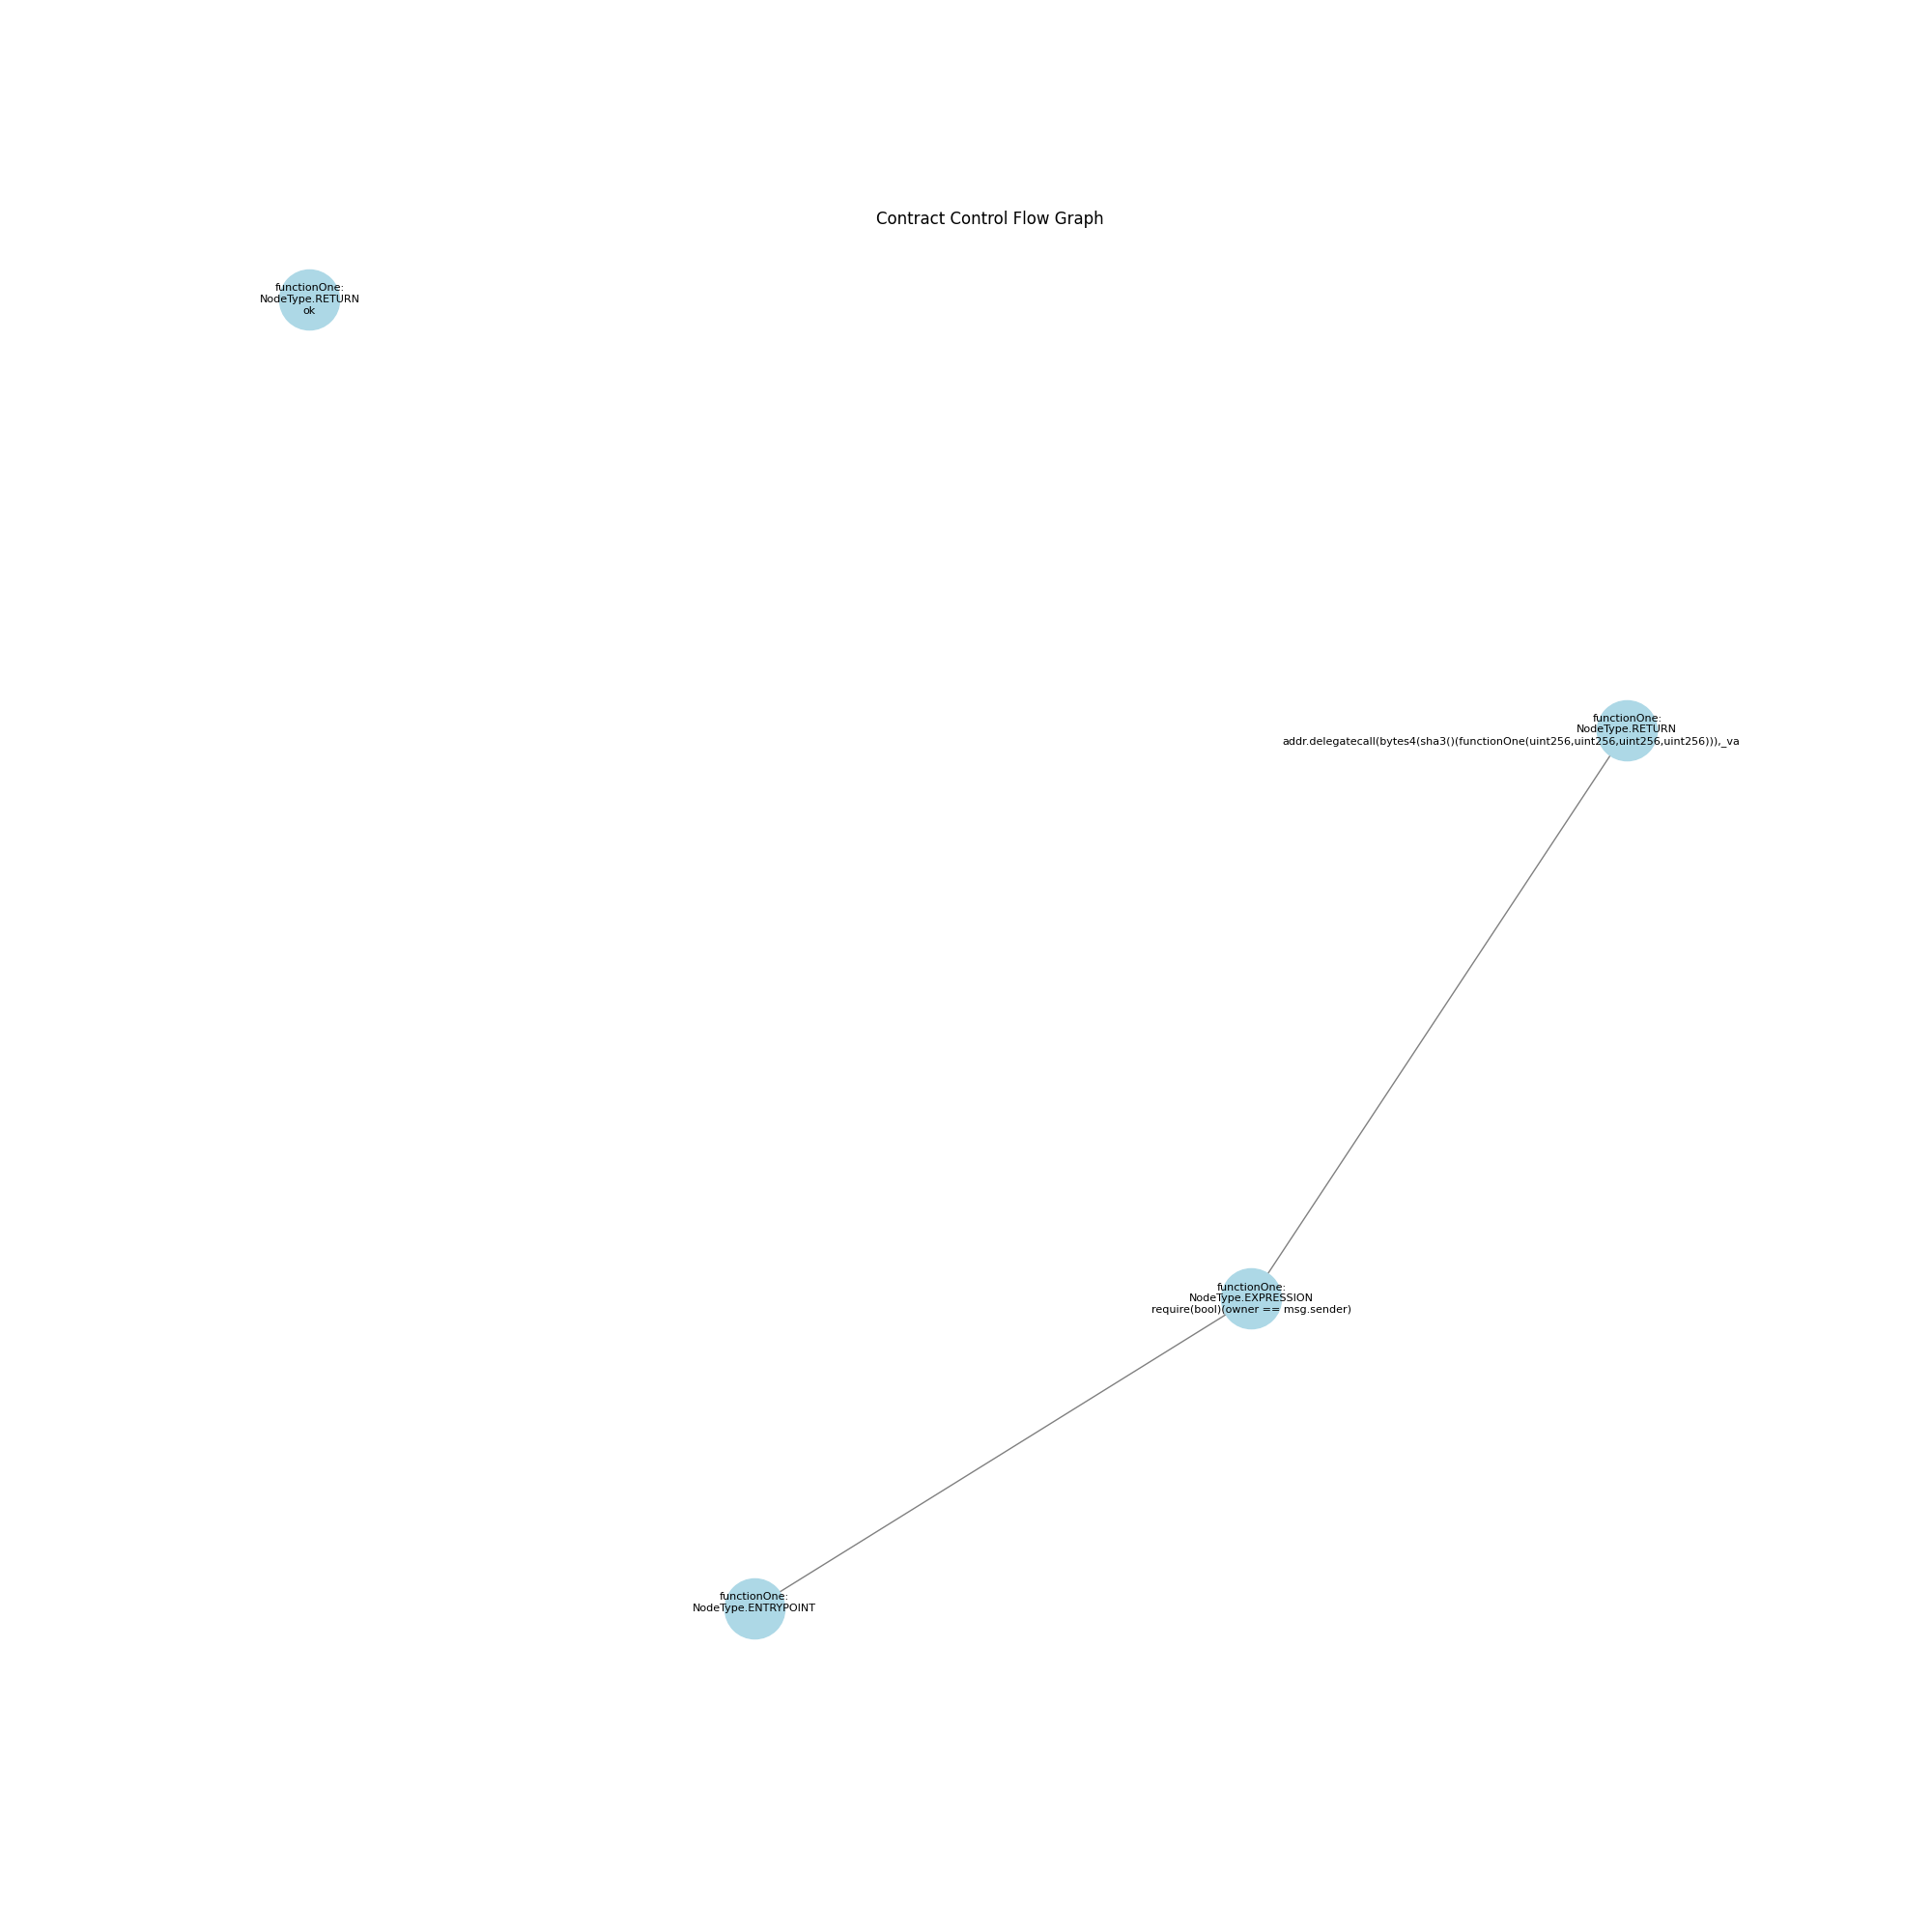 Contract Control Flow Graph
functionOne:
NodeType.RETURN
ok
functionOne:
NodeType.RETURN
addr.delegatecall(bytes4(sha3()(functionOne(uint256,uint256,uint256,uint256))),_va
functionOne:
NodeType.EXPRESSION
require(bool)(owner == msg.sender)
functionOne:
NodeType.ENTRYPOINT